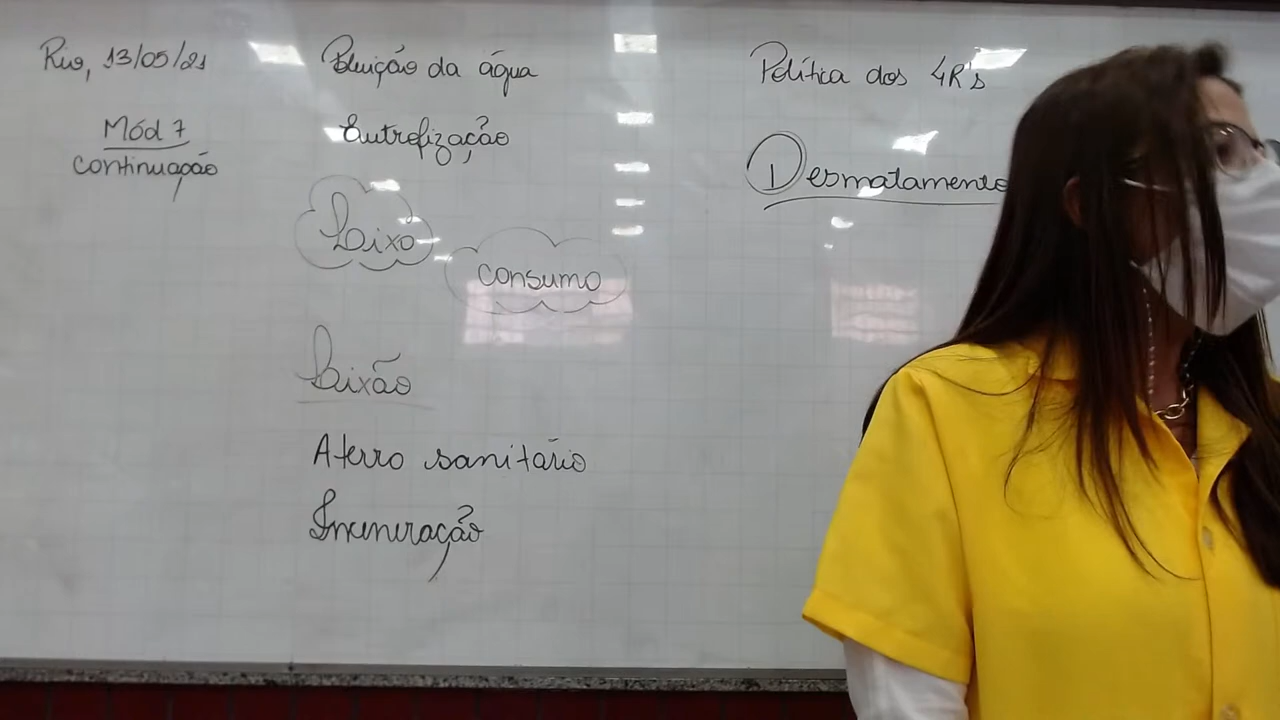 Rio, 13/05/21
Mód 7
continuação
Poluição da água
Eutrofização
Lixo
consumo
Lixão
Aterro sanitário
Incineração
Política dos 4R's
Desmatamento